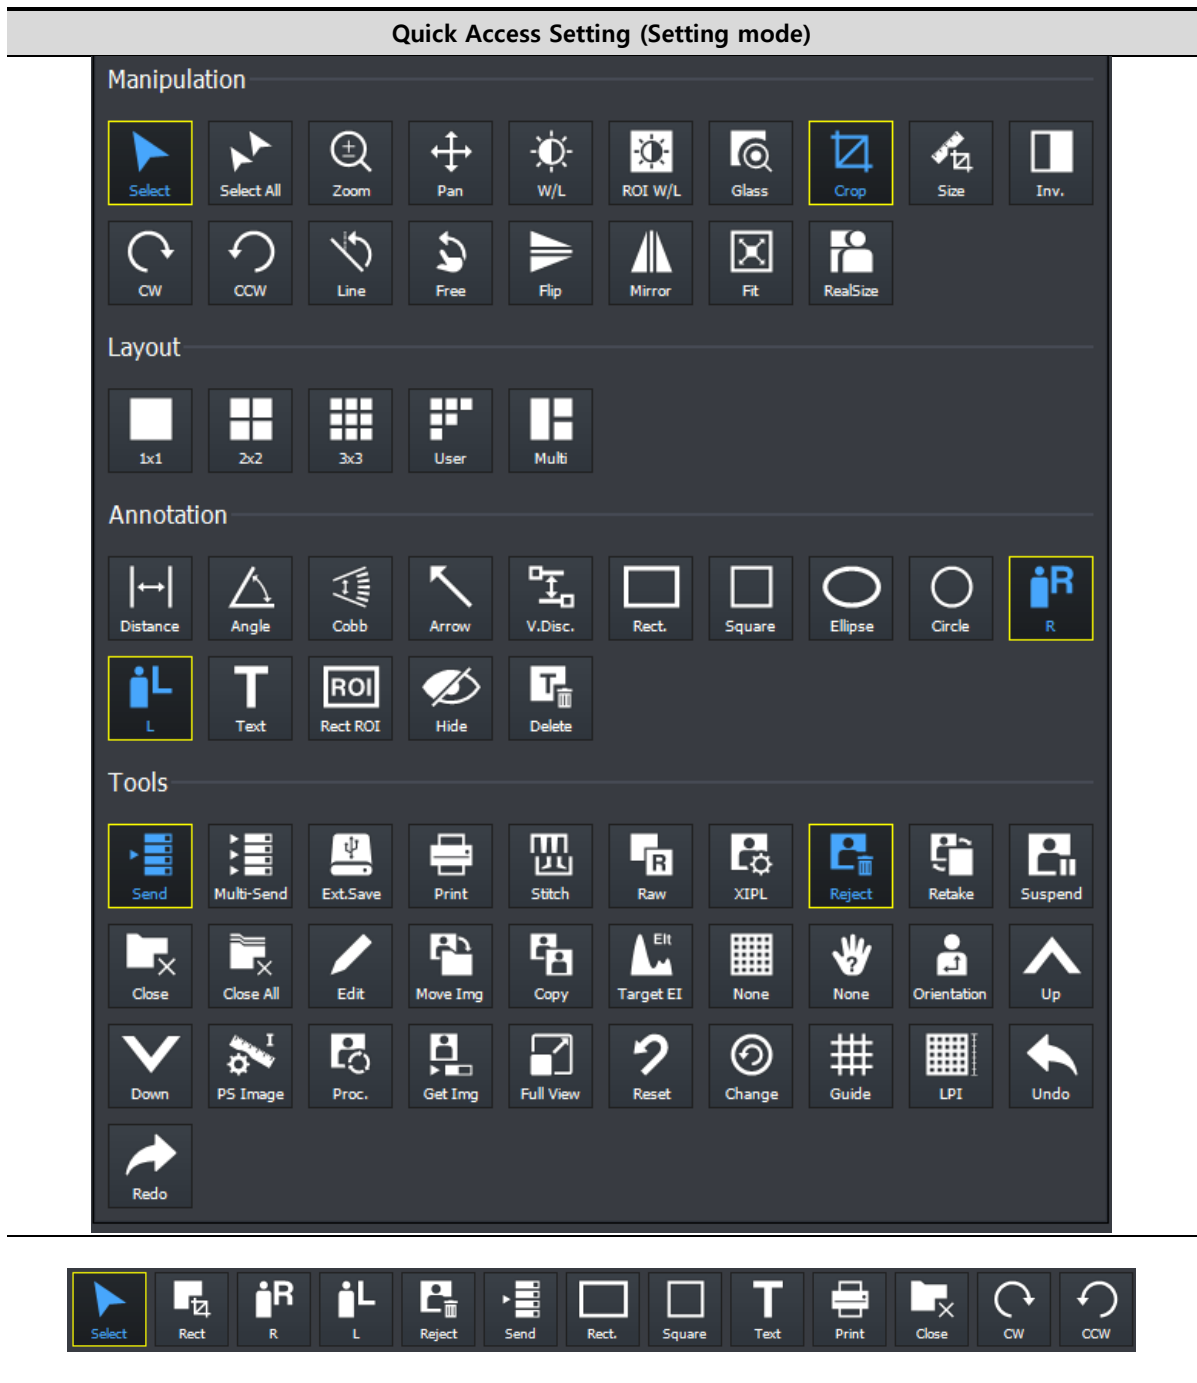 Quick Access Setting (Setting mode)
Manipulation
Select Select All Zoom Pan W/L ROI W/L Glass Crop Size Inv.
CW CCW Line Free Flip Mirror Fit RealSize
Layout
1x1 2x2 3x3 User Multi
Annotation
R
Distance Angle Cobb Arrow V.Disc. Rect. Square Ellipse Circle R
L T ROI T
L Text Rect ROI Hide Delete
Tools
R
Send Multi-Send Ext.Save Print Stitch Raw XIPL Reject Retake Suspend
EIt ?
Close Close All Edit Move Img Copy Target EI None None Orientation Up
I
Down PS Image Proc. Get Img Full View Reset Change Guide LPI Undo
Redo
R L T
Select Rect R L Reject Send Rect. Square Text Print Close CW CCW